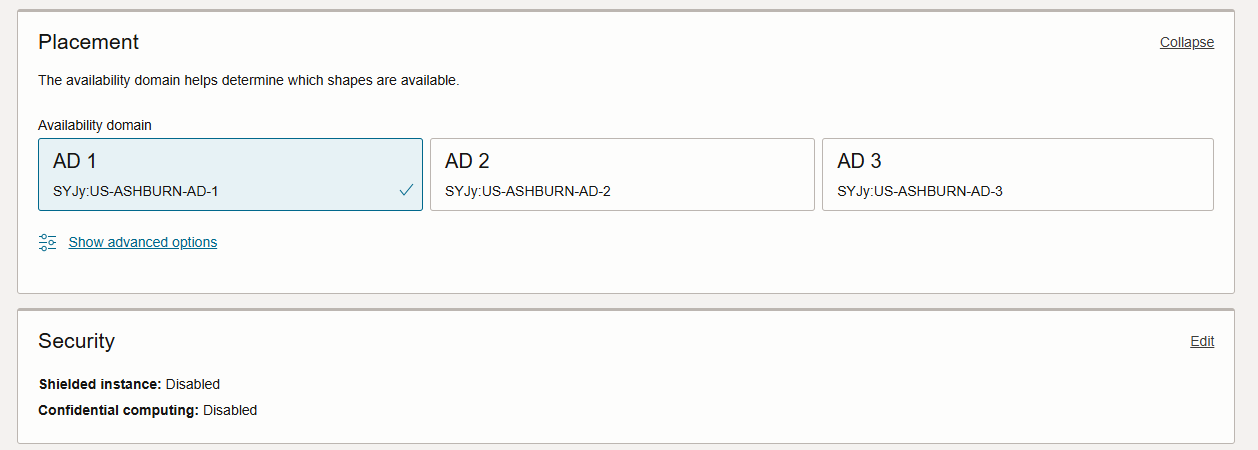 Placement
Collapse
The availability domain helps determine which shapes are available.
Availability domain
AD 1
SYJy:US-ASHBURN-AD-1
AD 2
SYJy:US-ASHBURN-AD-2
AD 3
SYJy:US-ASHBURN-AD-3
Show advanced options
Security
Edit
Shielded instance: Disabled
Confidential computing: Disabled